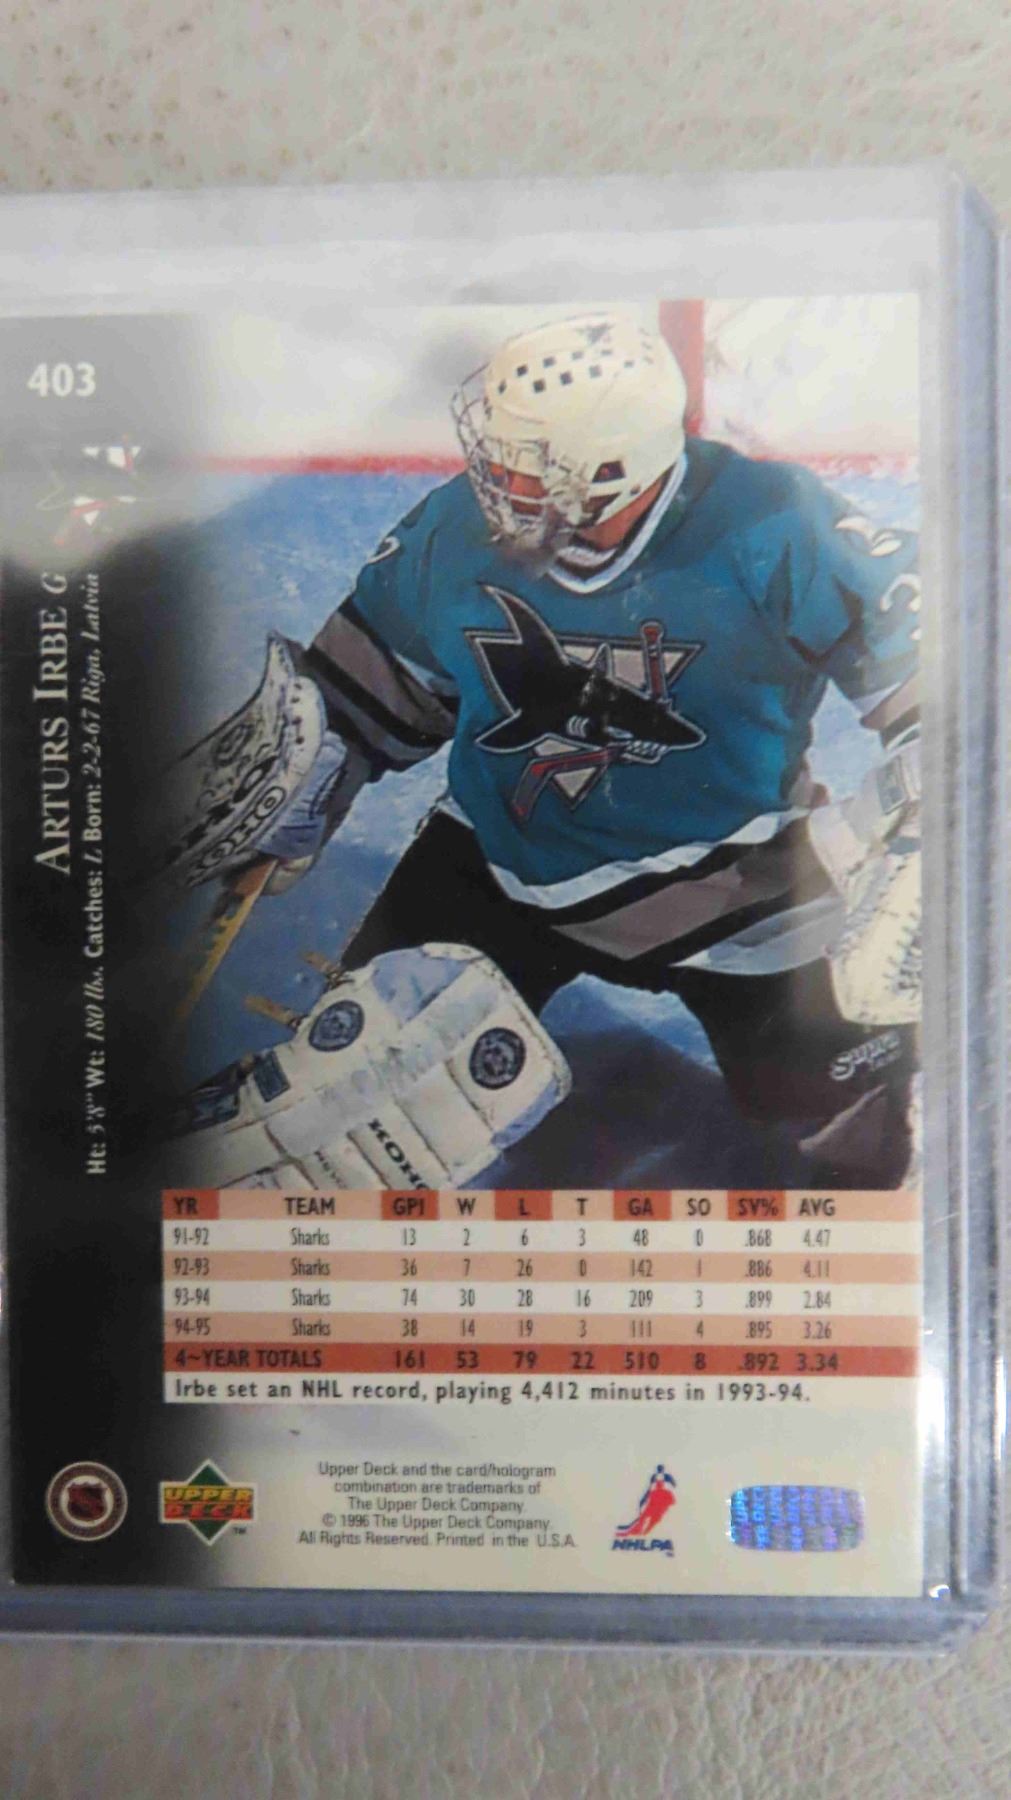 403
ARTURS IRBE G
Ht: 5'8" Wt: 180 lbs. Catches: L Born: 2-2-67 Riga, Latvia
KOHO
KOHO
Supra
YR TEAM GPI W L T GA SO SV% AVG
91-92 Sharks 13 2 6 3 48 0 .868 4.47
92-93 Sharks 36 7 26 0 142 1 .886 4.11
93-94 Sharks 74 30 28 16 209 3 .899 2.84
94-95 Sharks 38 14 19 3 111 4 .895 3.26
4~YEAR TOTALS 161 53 79 22 510 8 .892 3.34
Irbe set an NHL record, playing 4,412 minutes in 1993-94.
UPPER
DECK
TM
Upper Deck and the card/hologram
combination are trademarks of
The Upper Deck Company.
© 1996 The Upper Deck Company.
All Rights Reserved. Printed in the U.S.A.
NHLPA